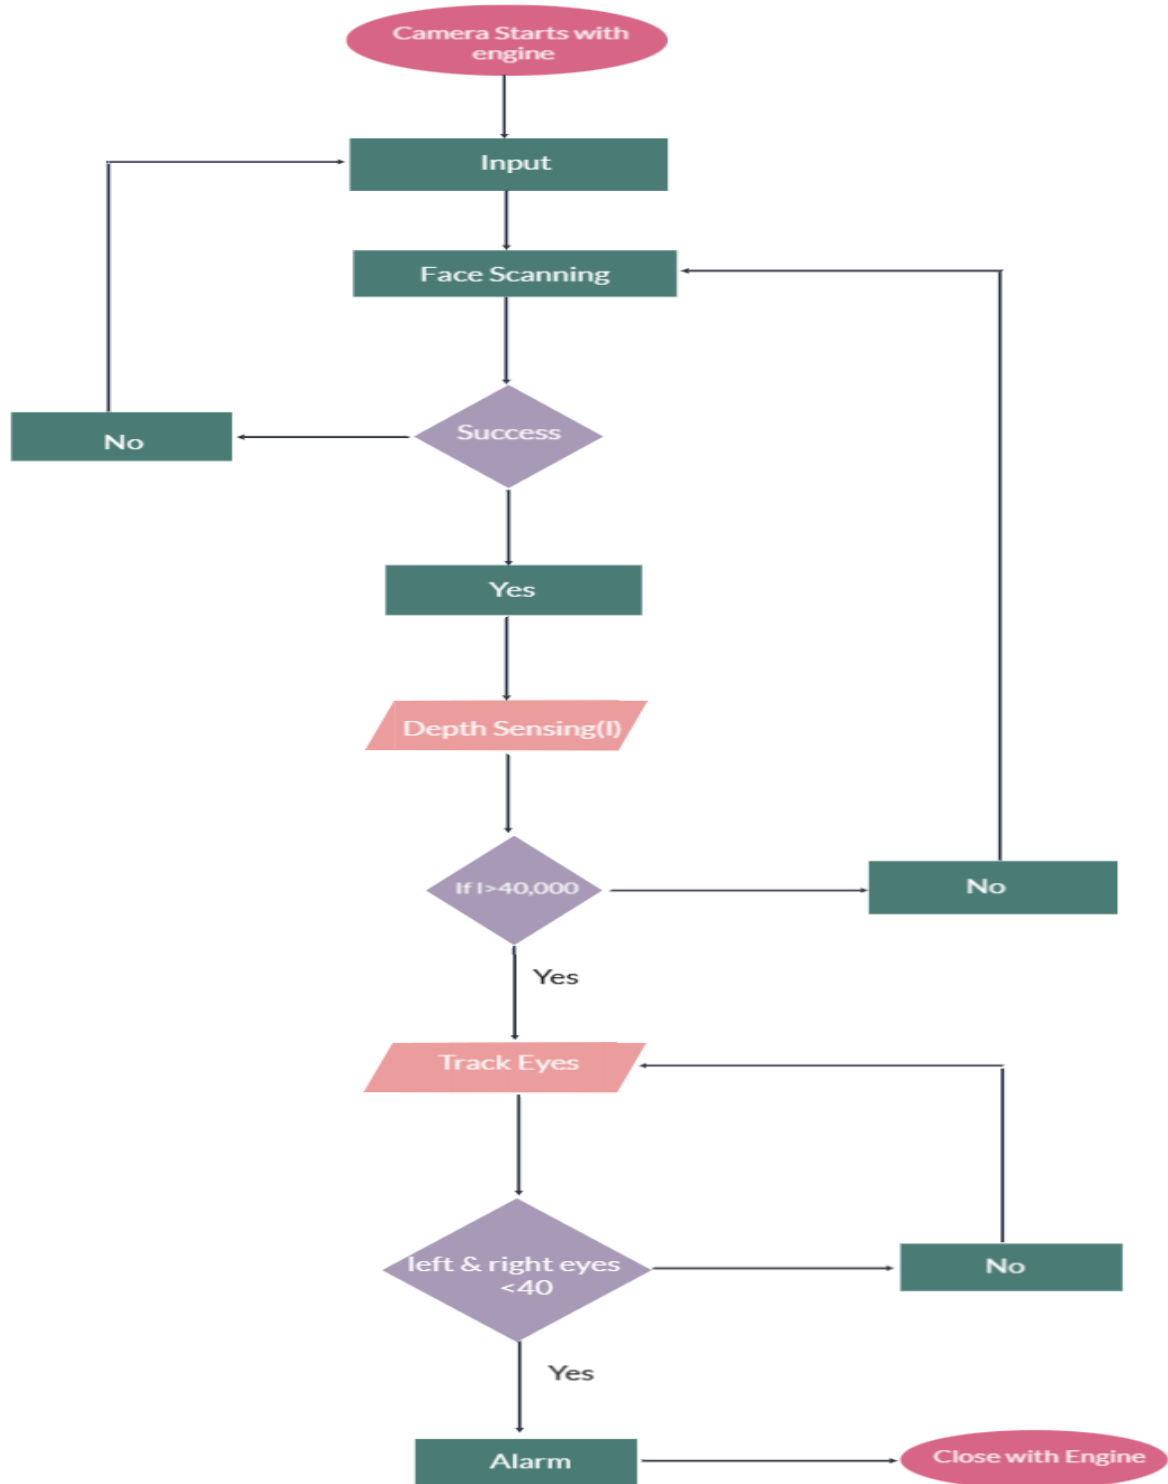 Camera Starts with
engine
Input
Face Scanning
Success
No
Yes
Depth Sensing(I)
If I>40,000
No
Yes
Track Eyes
left & right eyes
<40
No
Yes
Alarm
Close with Engine